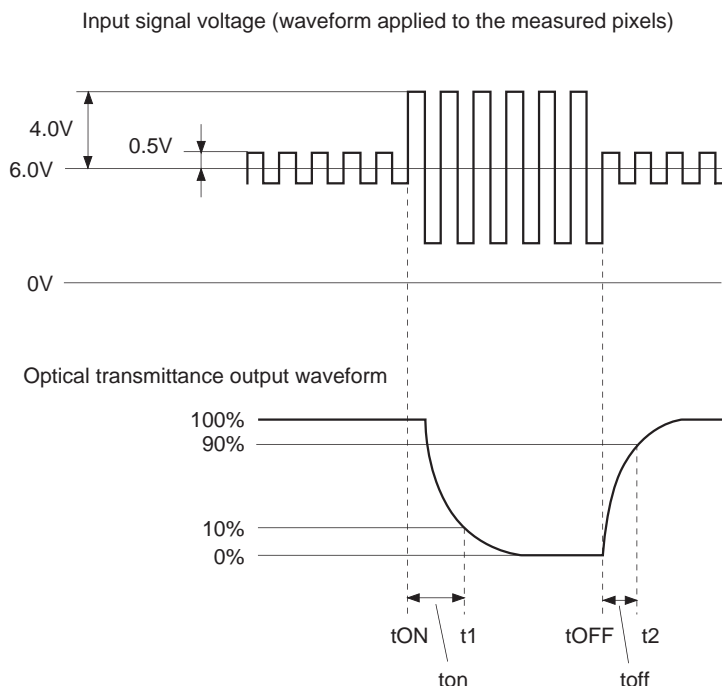 Input signal voltage (waveform applied to the measured pixels)
4.0V
0.5V
6.0V
0V
Optical transmittance output waveform
100%
90%
10%
0%
tON t1 tOFF t2
ton toff